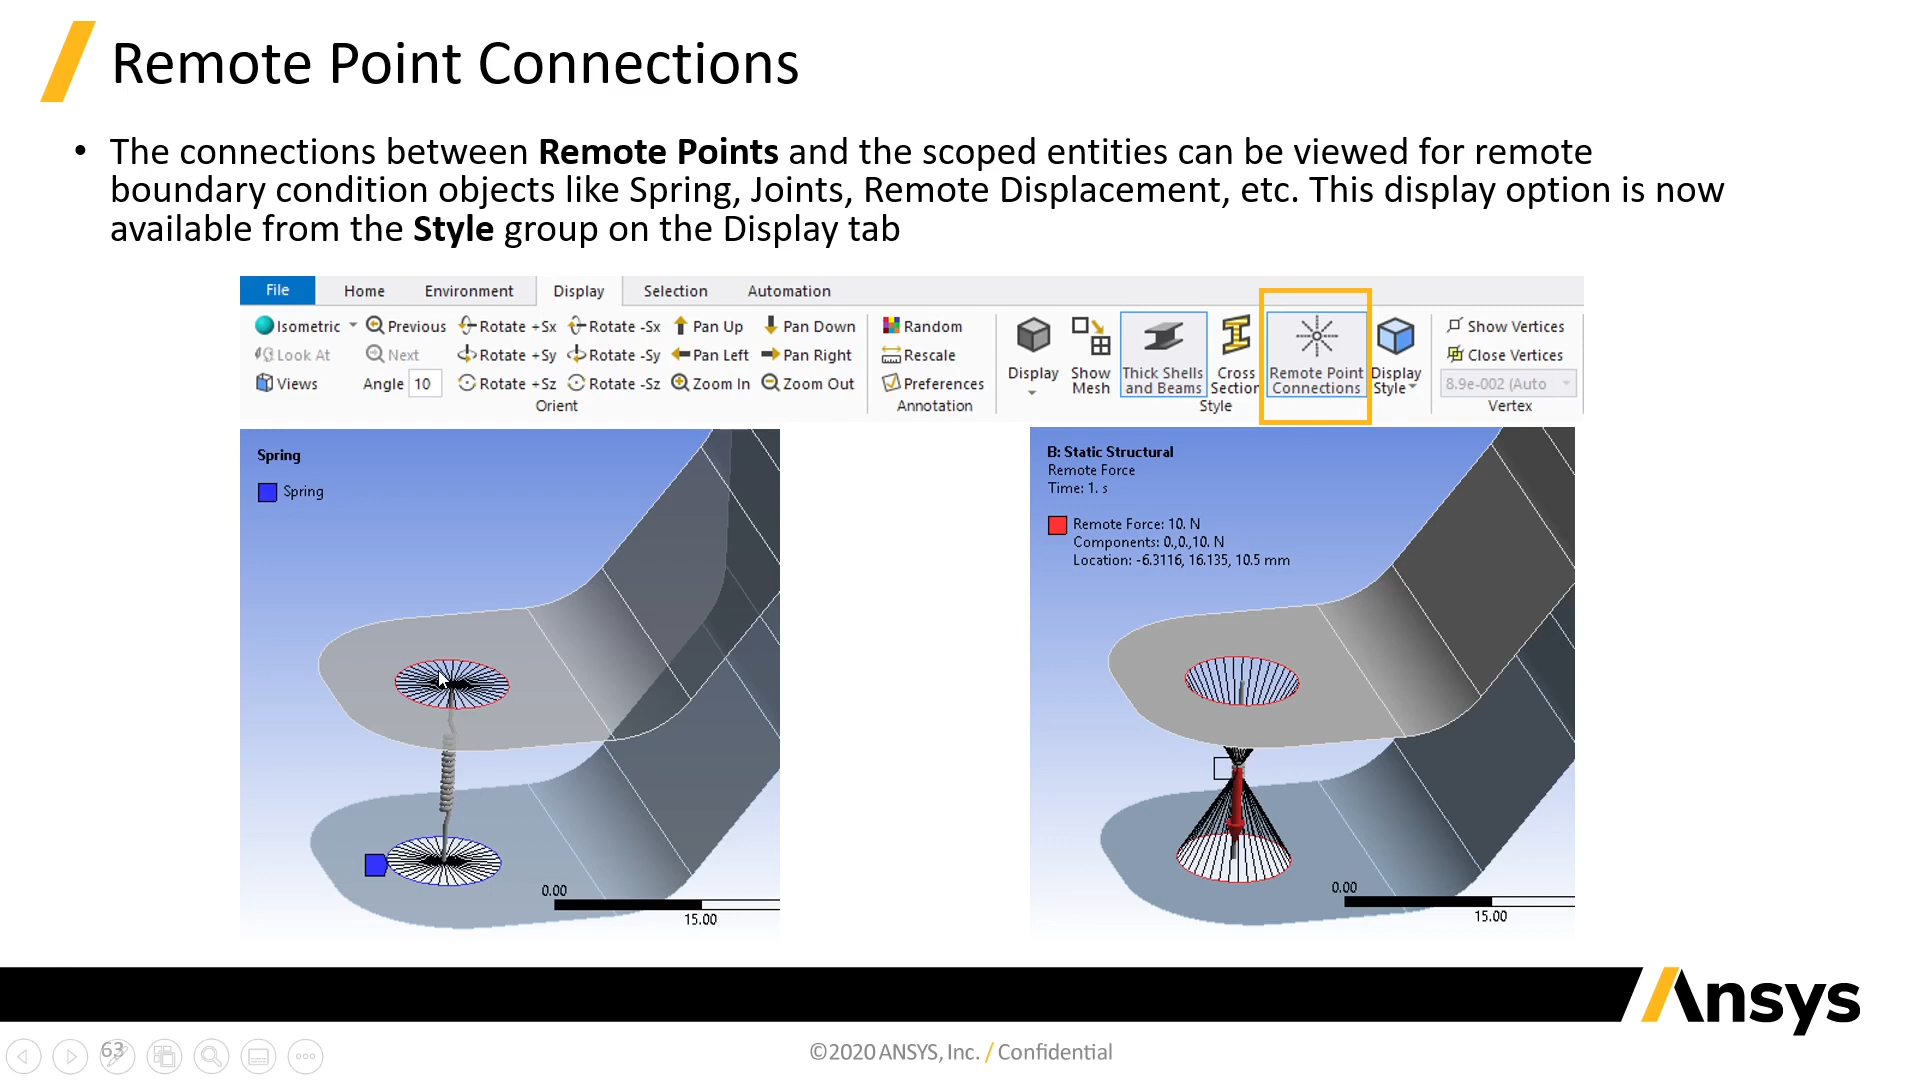 Remote Point Connections
• The connections between Remote Points and the scoped entities can be viewed for remote
boundary condition objects like Spring, Joints, Remote Displacement, etc. This display option is now
available from the Style group on the Display tab
File Home Environment Display Selection Automation
Isometric Previous Rotate +Sx Rotate -Sx Pan Up Pan Down
Look At Next Rotate +Sy Rotate -Sy Pan Left Pan Right
Views Angle 10 Rotate +Sz Rotate -Sz Zoom In Zoom Out
Orient
Random
Rescale
Preferences
Annotation
Display
Show
Mesh
Thick Shells
and Beams
Cross
Section
Remote Point
Connections
Display
Style
Style
Show Vertices
Close Vertices
8.9e-002 (Auto
Vertex
Spring
Spring
0.00
15.00
B: Static Structural
Remote Force
Time: 1. s
Remote Force: 10. N
Components: 0.,0.,10. N
Location: -6.3116, 16.135, 10.5 mm
0.00
15.00
Ansys
63
©2020 ANSYS, Inc. / Confidential